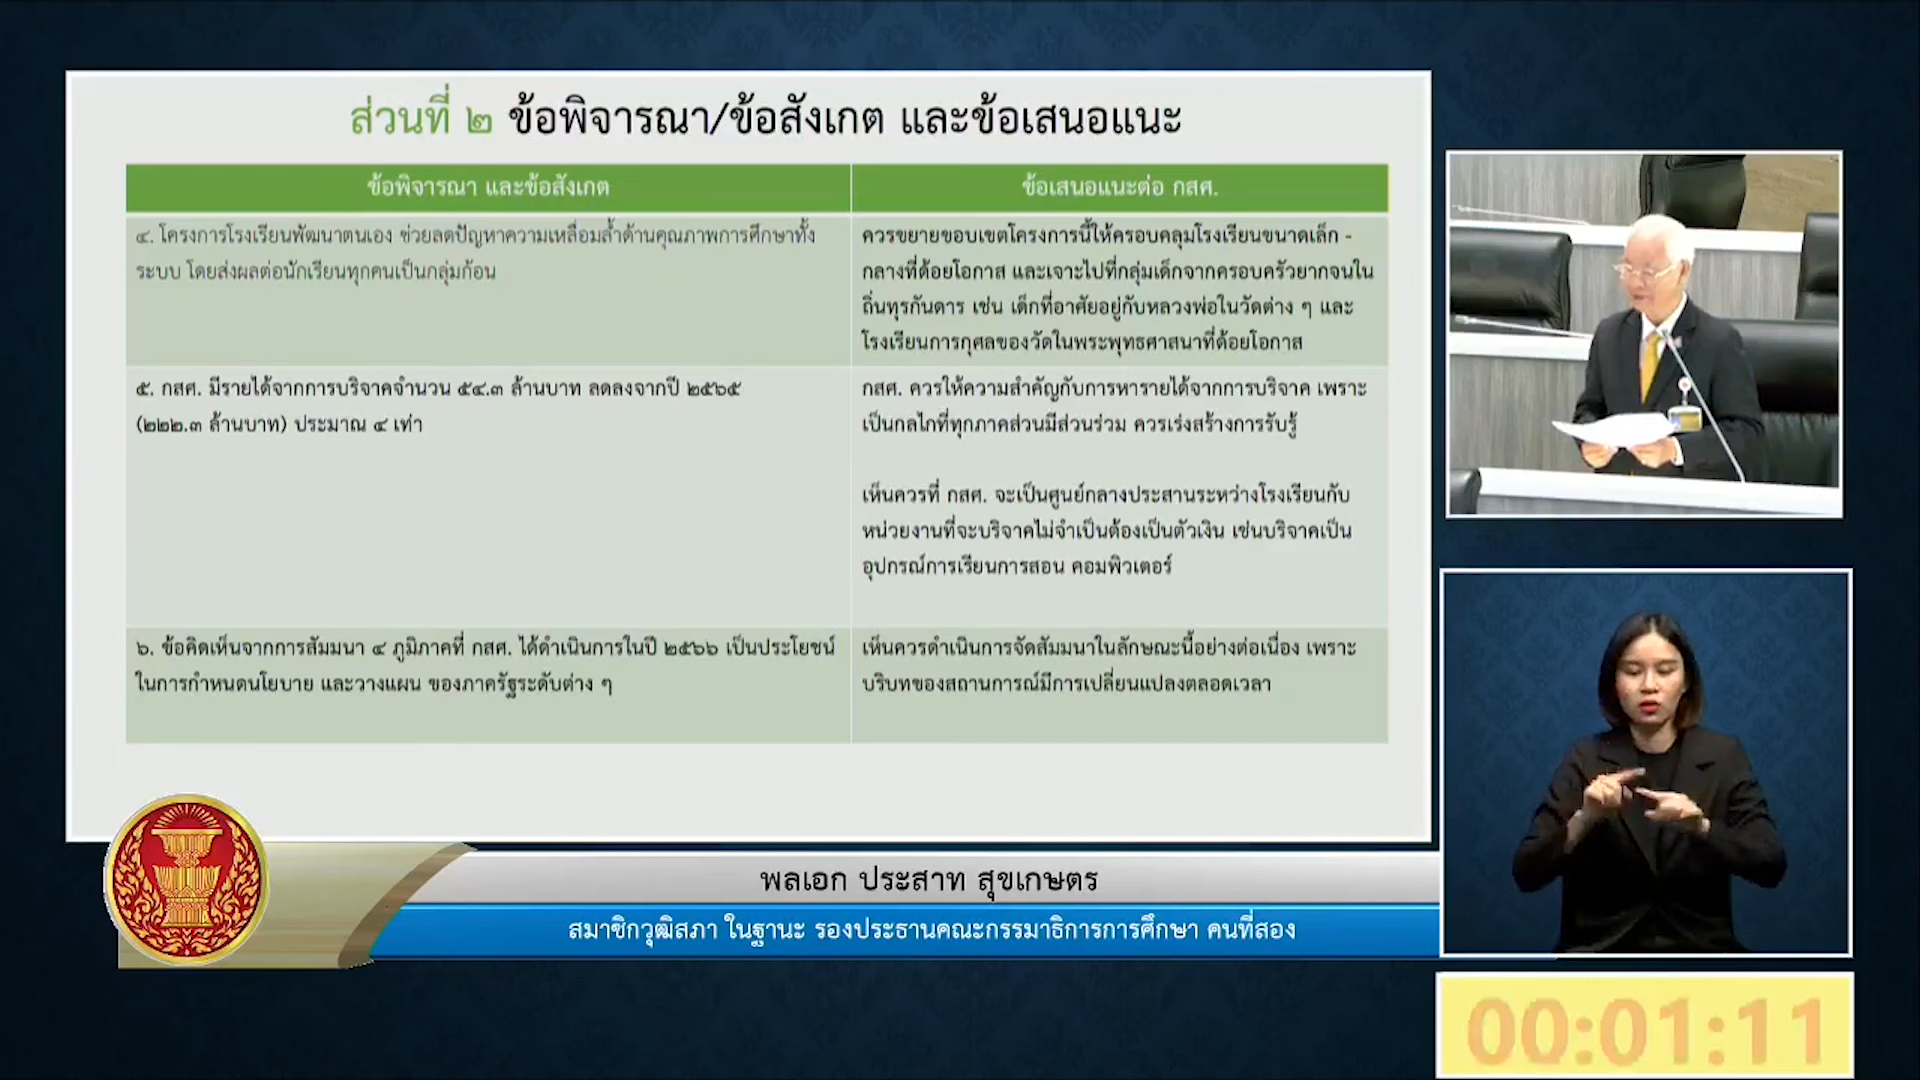 ส่วนที่ ๒ ข้อพิจารณา/ข้อสังเกต และข้อเสนอแนะ
ข้อพิจารณา และข้อสังเกต
ข้อเสนอแนะต่อ กสศ.
๔. โครงการโรงเรียนพัฒนาตนเอง ช่วยลดปัญหาความเหลื่อมล้ำด้านคุณภาพการศึกษาทั้ง
ระบบ โดยส่งผลต่อนักเรียนทุกคนเป็นกลุ่มก้อน
ควรขยายขอบเขตโครงการนี้ให้ครอบคลุมโรงเรียนขนาดเล็ก -
กลางที่ด้อยโอกาส และเจาะไปที่กลุ่มเด็กจากครอบครัวยากจนใน
ถิ่นทุรกันดาร เช่น เด็กที่อาศัยอยู่กับหลวงพ่อในวัดต่าง ๆ และ
โรงเรียนการกุศลของวัดในพระพุทธศาสนาที่ด้อยโอกาส
๕. กสศ. มีรายได้จากการบริจาคจำนวน ๕๔.๓ ล้านบาท ลดลงจากปี ๒๕๖๕
(๒๒๒.๓ ล้านบาท) ประมาณ ๔ เท่า
กสศ. ควรให้ความสำคัญกับการหารายได้จากการบริจาค เพราะ
เป็นกลไกที่ทุกภาคส่วนมีส่วนร่วม ควรเร่งสร้างการรับรู้
เห็นควรที่ กสศ. จะเป็นศูนย์กลางประสานระหว่างโรงเรียนกับ
หน่วยงานที่จะบริจาคไม่จำเป็นต้องเป็นตัวเงิน เช่นบริจาคเป็น
อุปกรณ์การเรียนการสอน คอมพิวเตอร์
๖. ข้อคิดเห็นจากการสัมมนา ๔ ภูมิภาคที่ กสศ. ได้ดำเนินการในปี ๒๕๖๖ เป็นประโยชน์
ในการกำหนดนโยบาย และวางแผน ของภาครัฐระดับต่าง ๆ
เห็นควรดำเนินการจัดสัมมนาในลักษณะนี้อย่างต่อเนื่อง เพราะ
บริบทของสถานการณ์มีการเปลี่ยนแปลงตลอดเวลา
พลเอก ประสาท สุขเกษตร
สมาชิกวุฒิสภา ในฐานะ รองประธานคณะกรรมาธิการการศึกษา คนที่สอง
00:01:11